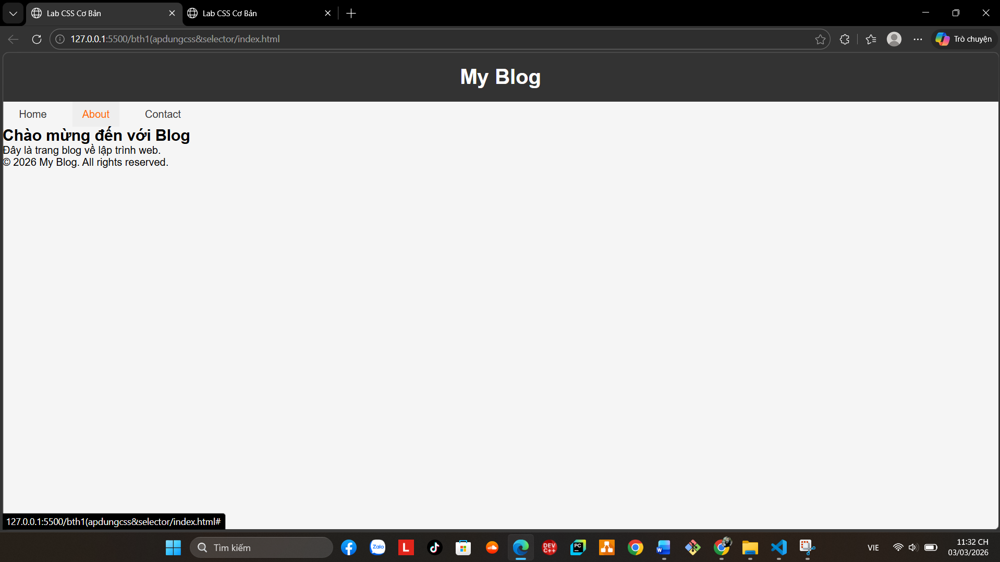 Lab CSS Cơ Bản
Lab CSS Cơ Bản
127.0.0.1:5500/bth1(apdungcss&selector/index.html
Trò chuyện
My Blog
Home About Contact
Chào mừng đến với Blog
Đây là trang blog về lập trình web.
© 2026 My Blog. All rights reserved.
127.0.0.1:5500/bth1(apdungcss&selector/index.html#
Tìm kiếm
Zalo
L
DEV
C++
PC
W
VIE
11:32 CH
03/03/2026